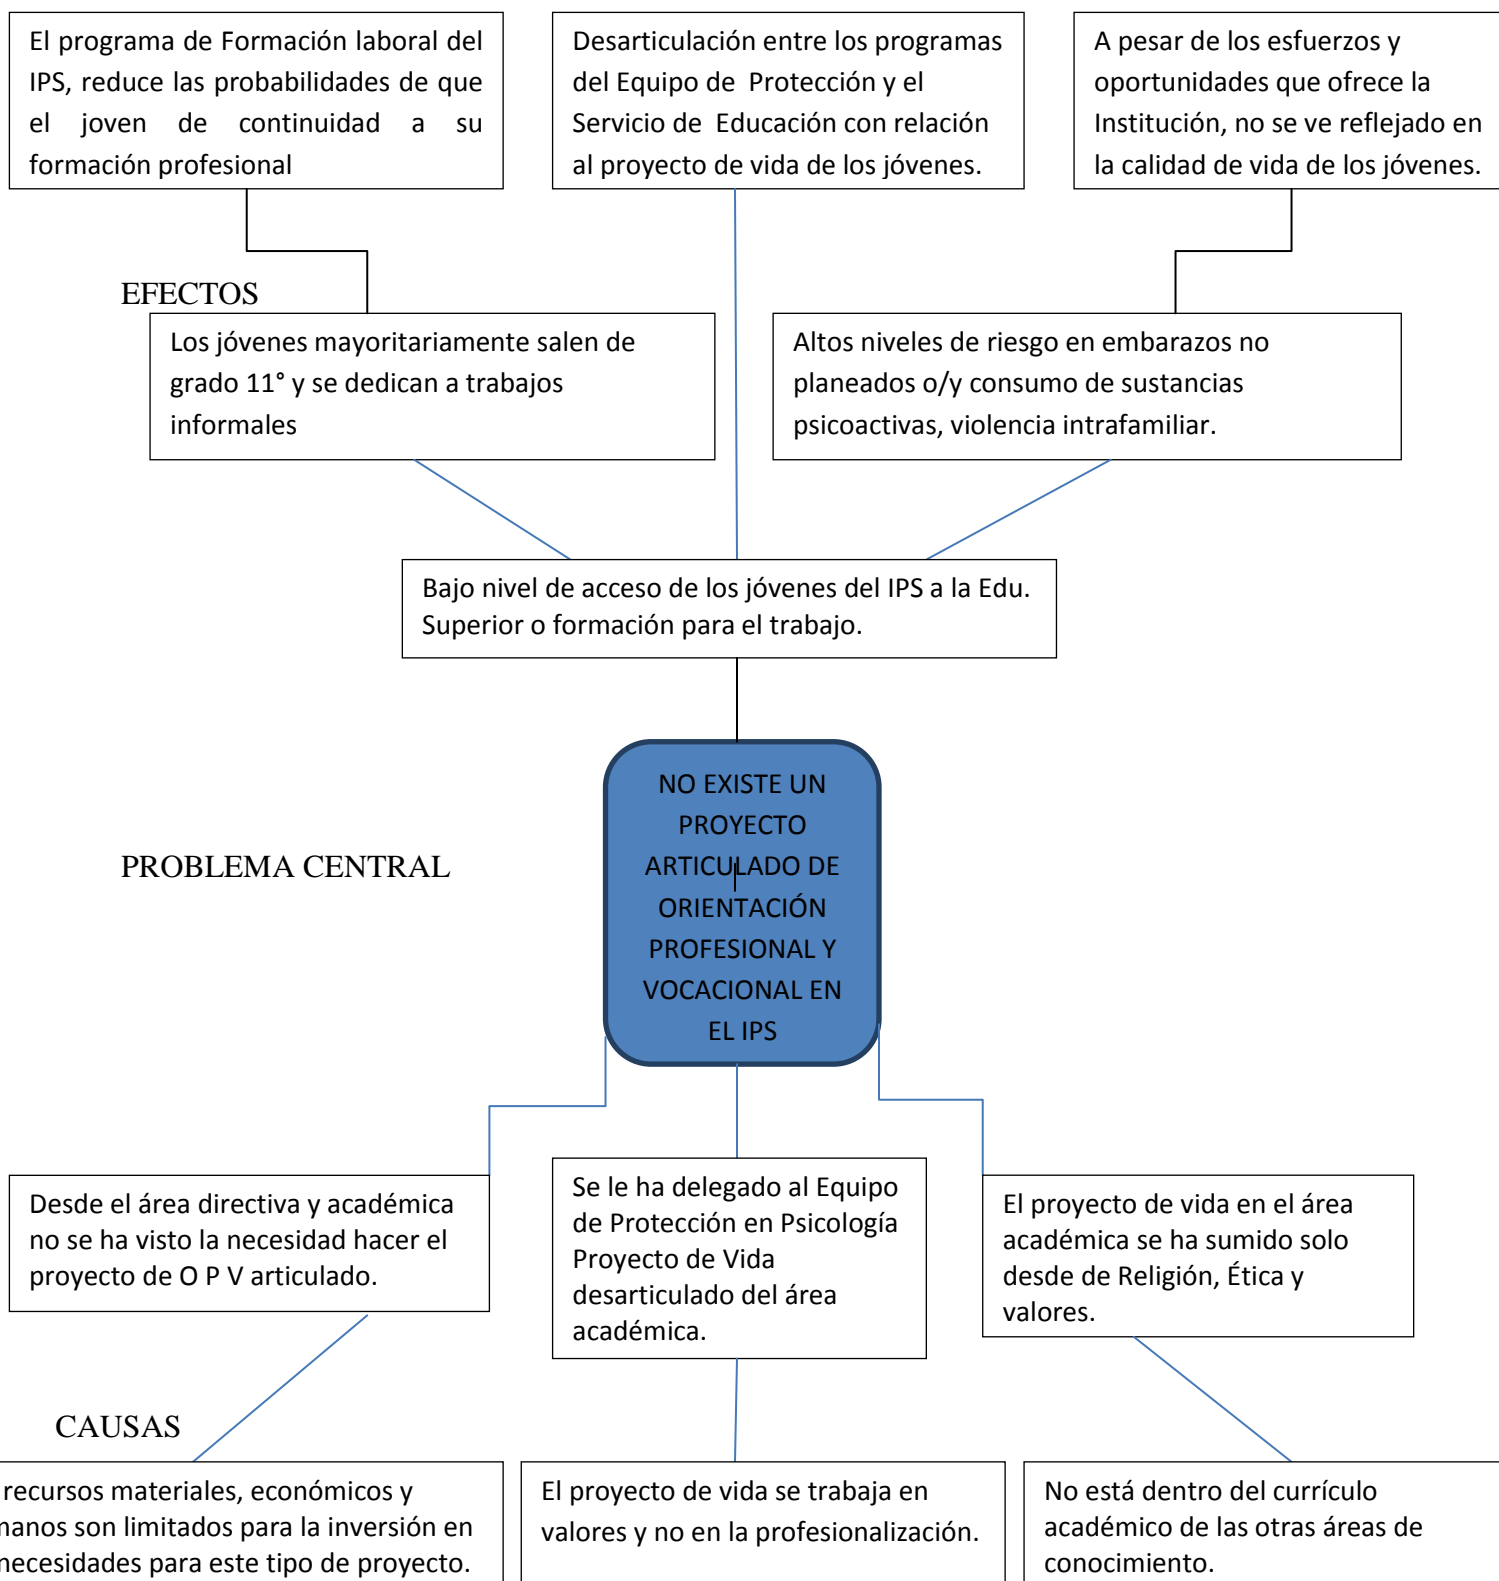 El programa de Formación laboral del
IPS, reduce las probabilidades de que
el joven de continuidad a su
formación profesional
Desarticulación entre los programas
del Equipo de Protección y el
Servicio de Educación con relación
al proyecto de vida de los jóvenes.
A pesar de los esfuerzos y
oportunidades que ofrece la
Institución, no se ve reflejado en
la calidad de vida de los jóvenes.
EFECTOS
Los jóvenes mayoritariamente salen de
grado 11° y se dedican a trabajos
informales
Altos niveles de riesgo en embarazos no
planeados o/y consumo de sustancias
psicoactivas, violencia intrafamiliar.
Bajo nivel de acceso de los jóvenes del IPS a la Edu.
Superior o formación para el trabajo.
NO EXISTE UN
PROYECTO
ARTICULADO DE
ORIENTACIÓN
PROFESIONAL Y
VOCACIONAL EN
EL IPS
PROBLEMA CENTRAL
Desde el área directiva y académica
no se ha visto la necesidad hacer el
proyecto de O P V articulado.
Se le ha delegado al Equipo
de Protección en Psicología
Proyecto de Vida
desarticulado del área
académica.
El proyecto de vida en el área
académica se ha sumido solo
desde de Religión, Ética y
valores.
CAUSAS
recursos materiales, económicos y
manos son limitados para la inversión en
necesidades para este tipo de proyecto.
El proyecto de vida se trabaja en
valores y no en la profesionalización.
No está dentro del currículo
académico de las otras áreas de
conocimiento.